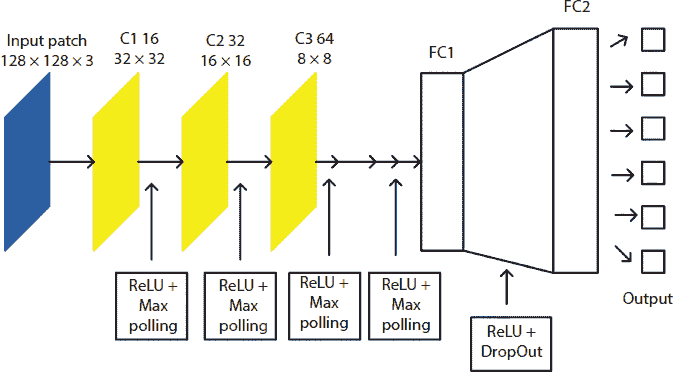 FC2
Input patch
128 × 128 × 3
C1 16
32 × 32
C2 32
16 × 16
C3 64
8 × 8
FC1
ReLU +
Max
polling
ReLU +
Max
polling
ReLU +
Max
polling
ReLU +
Max
polling
ReLU +
DropOut
Output